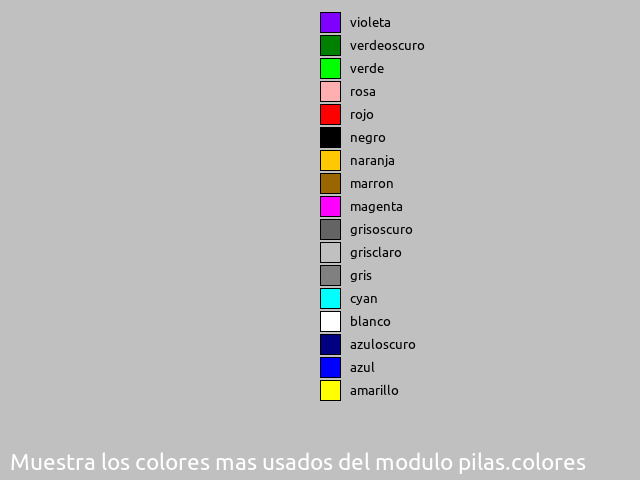 violeta
verdeoscuro
verde
rosa
rojo
negro
naranja
marron
magenta
grisoscuro
grisclaro
gris
cyan
blanco
azuloscuro
azul
amarillo
Muestra los colores mas usados del modulo pilas.colores